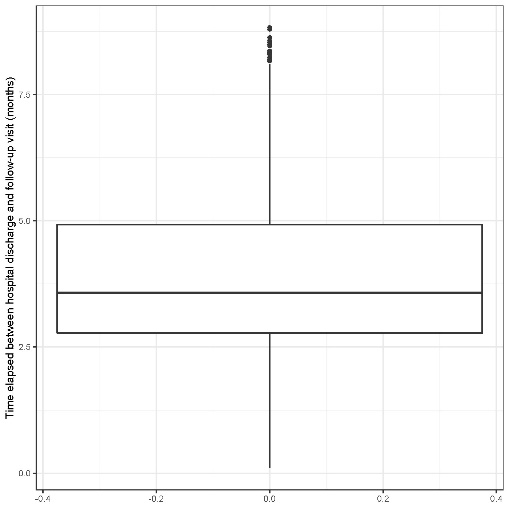 Time elapsed between hospital discharge and follow-up visit (months)
7.5
5.0
2.5
0.0
-0.4 -0.2 0.0 0.2 0.4